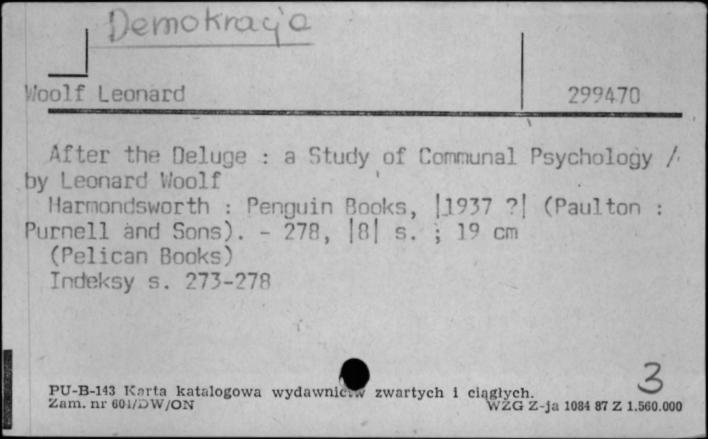 Demokracja
Woolf Leonard 299470
After the Deluge : a Study of Communal Psychology /
by Leonard Woolf
Harmondsworth : Penguin Books, |1937 ?| (Paulton :
Purnell and Sons). - 278, |8| s. ; 19 cm
(Pelican Books)
Indeksy s. 273-278
3
PU-B-143 Karta katalogowa wydawnictw zwartych i ciągłych.
Zam. nr 601/DW/ON WZG Z-ja 1084 87 Z 1.560.000